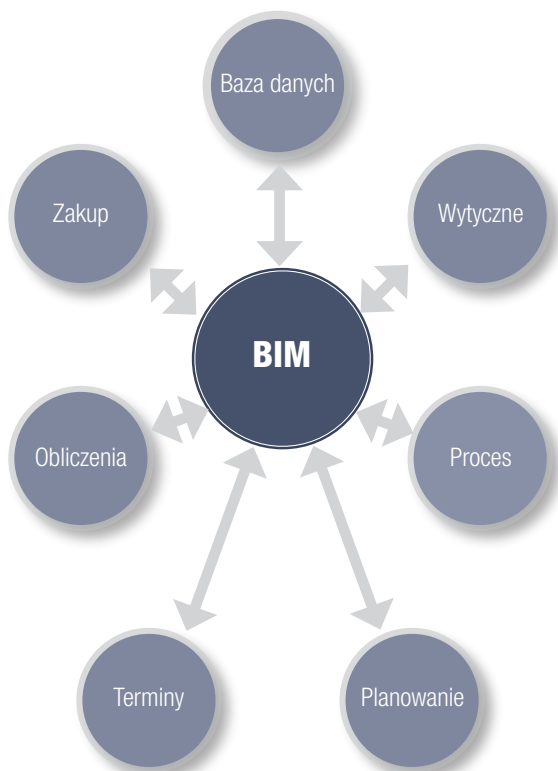 Baza danych
Zakup
Wytyczne
BIM
Obliczenia
Proces
Terminy
Planowanie